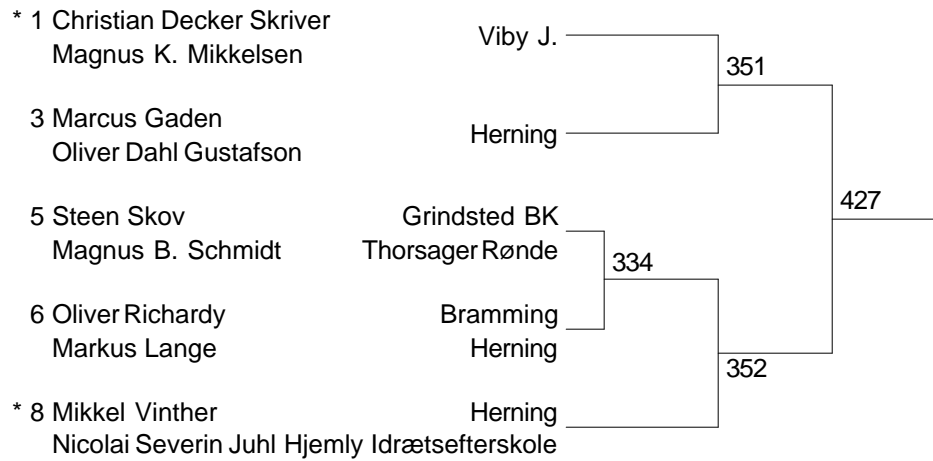 * 1 Christian Decker Skriver Viby J.
Magnus K. Mikkelsen
351
3 Marcus Gaden Herning
Oliver Dahl Gustafson
427
5 Steen Skov Grindsted BK
Magnus B. Schmidt Thorsager Rønde
334
6 Oliver Richardy Bramming
Markus Lange Herning
352
* 8 Mikkel Vinther Herning
Nicolai Severin Juhl Hjemly Idrætsefterskole